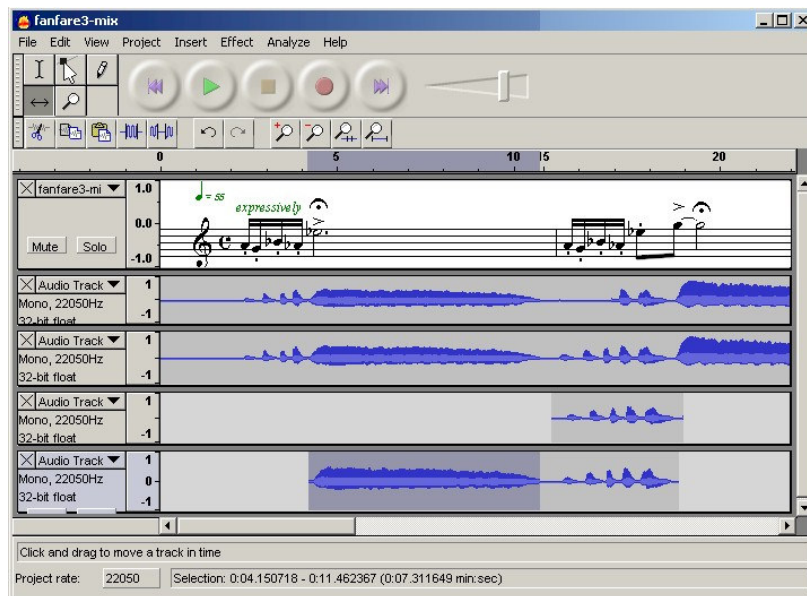 fanfare3-mix
File Edit View Project Insert Effect Analyze Help
0 5 10 15 20
fanfare3-mi 1.0
= 55
expressively
0.0
Mute Solo
-1.0
Audio Track 1
Mono, 22050Hz
32-bit float -1
Audio Track 1
Mono, 22050Hz
32-bit float -1
Audio Track 1
Mono, 22050Hz
32-bit float -1
Audio Track 1
Mono, 22050Hz 0
32-bit float -1
Click and drag to move a track in time
Project rate: 22050 Selection: 0:04.150718 - 0:11.462367 (0:07.311649 min:sec)